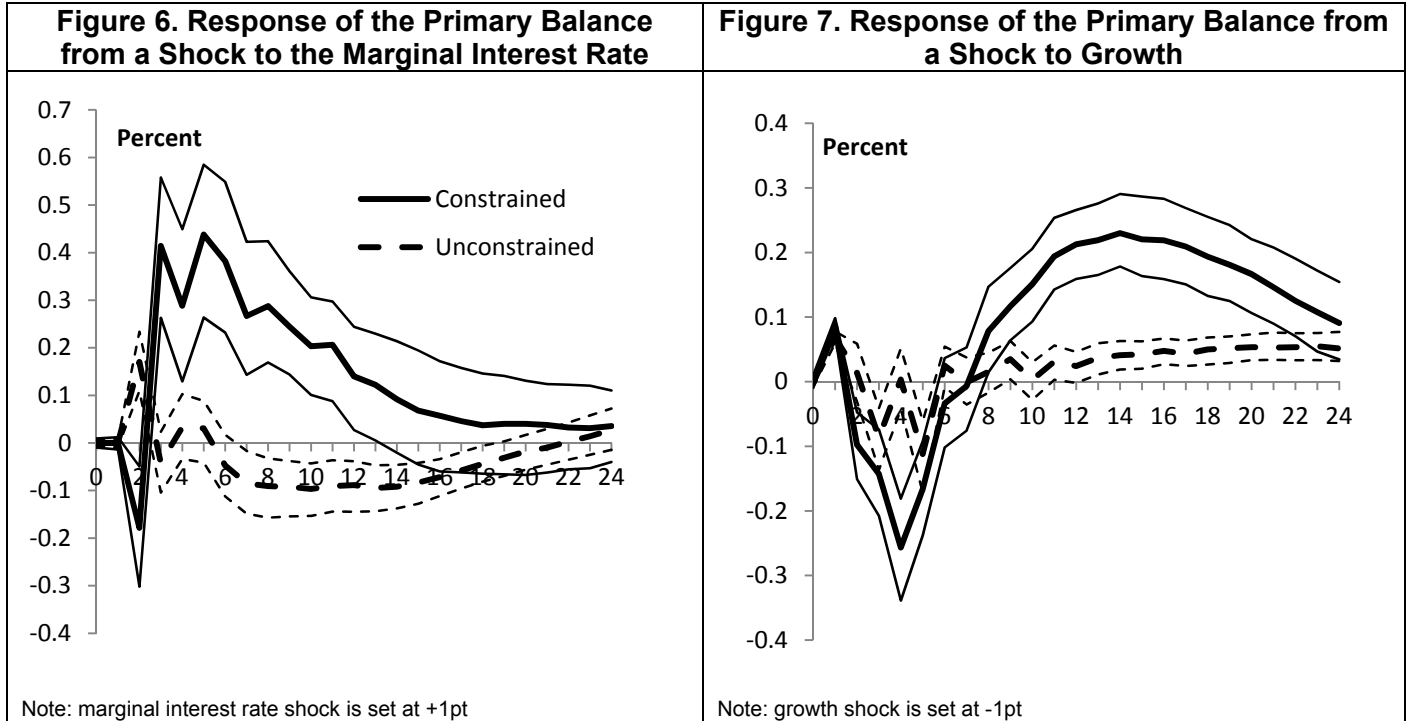 Figure 6. Response of the Primary Balance
from a Shock to the Marginal Interest Rate
Figure 7. Response of the Primary Balance from
a Shock to Growth
0.7
0.6
0.5
0.4
0.3
0.2
0.1
0
-0.1
-0.2
-0.3
-0.4
Percent
Constrained
Unconstrained
0 2 4 6 8 10 12 14 16 18 20 22 24
Note: marginal interest rate shock is set at +1pt
0.4
0.3
0.2
0.1
0
-0.1
-0.2
-0.3
-0.4
Percent
0 2 4 6 8 10 12 14 16 18 20 22 24
Note: growth shock is set at -1pt